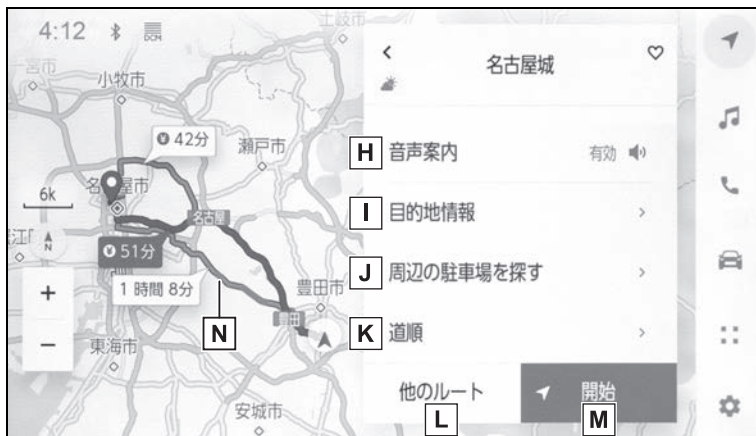 4:12
DCM
土岐市
小牧市
42分
瀬戸市
6k
名古屋市
名古屋
N
51分
1 時間 8分
豊田市
豊田
+
−
N
東海市
安城市
名古屋城
H 音声案内 有効
I 目的地情報
J 周辺の駐車場を探す
K 道順
他のルート 開始
L M